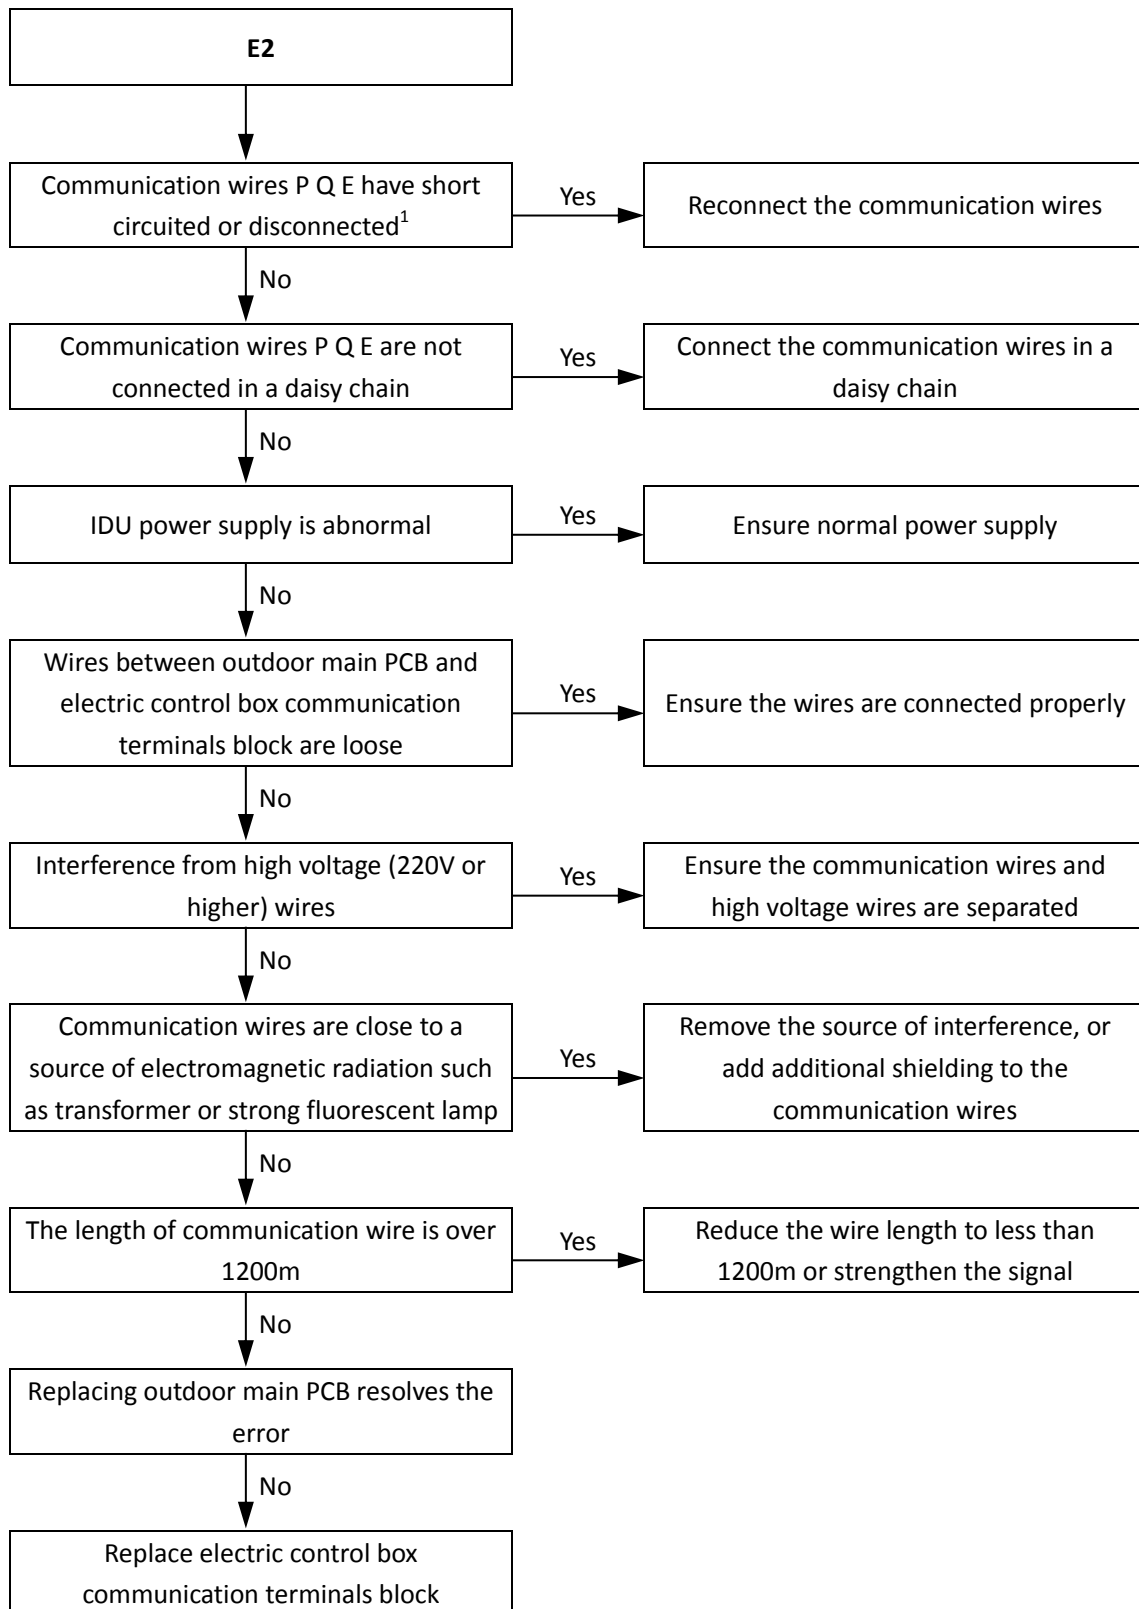 E2
Communication wires P Q E have short
circuited or disconnected1
Yes
Reconnect the communication wires
No
Communication wires P Q E are not
connected in a daisy chain
Yes
Connect the communication wires in a
daisy chain
No
IDU power supply is abnormal
Yes
Ensure normal power supply
No
Wires between outdoor main PCB and
electric control box communication
terminals block are loose
Yes
Ensure the wires are connected properly
No
Interference from high voltage (220V or
higher) wires
Yes
Ensure the communication wires and
high voltage wires are separated
No
Communication wires are close to a
source of electromagnetic radiation such
as transformer or strong fluorescent lamp
Yes
Remove the source of interference, or
add additional shielding to the
communication wires
No
The length of communication wire is over
1200m
Yes
Reduce the wire length to less than
1200m or strengthen the signal
No
Replacing outdoor main PCB resolves the
error
No
Replace electric control box
communication terminals block